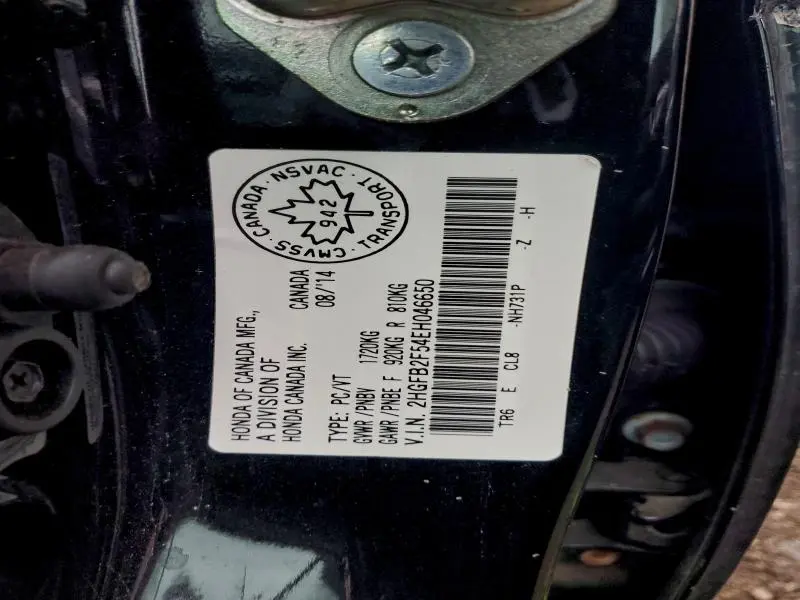 HONDA OF CANADA MFG.,
A DIVISION OF
HONDA CANADA INC. CANADA
08/'14
TYPE: PC/VT
GVWR /PNBV 1720KG
GAWR /PNBE F 920KG R 810KG
V.I.N. 2HGFB2F54EH046650
TR6 E CL8 -NH731P -Z -H
CANADA · NSVAC · TRANSPORT · CMVSS ·
942